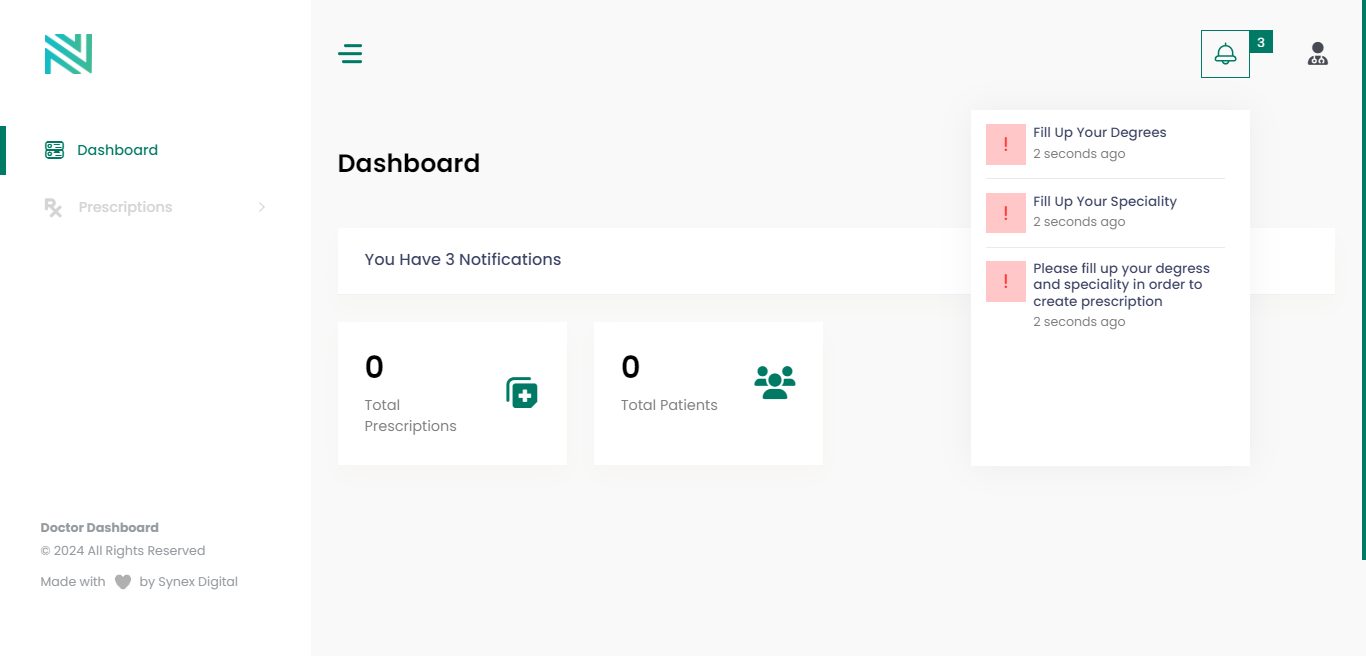 3
Dashboard
Prescriptions
Dashboard
You Have 3 Notifications
0
Total
Prescriptions
0
Total Patients
!
Fill Up Your Degrees
2 seconds ago
!
Fill Up Your Speciality
2 seconds ago
!
Please fill up your degress
and speciality in order to
create prescription
2 seconds ago
Doctor Dashboard
© 2024 All Rights Reserved
Made with by Synex Digital